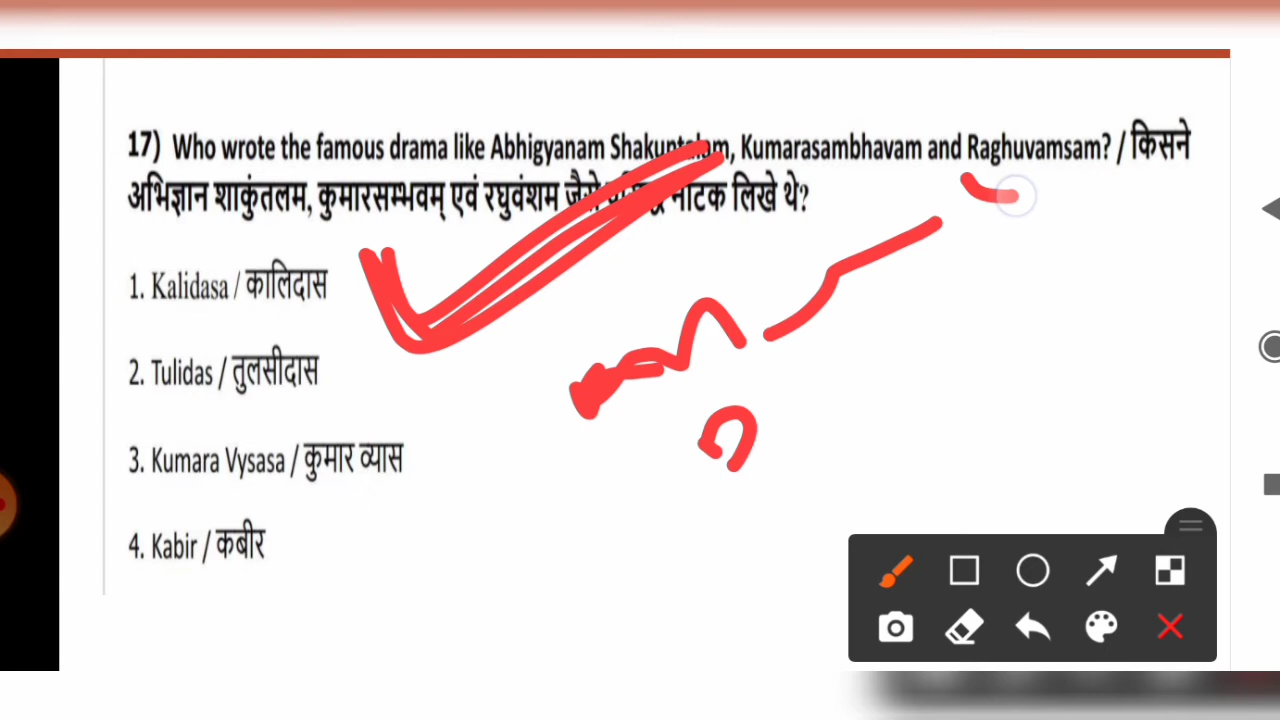 17) Who wrote the famous drama like Abhigyanam Shakuntalam, Kumarasambhavam and Raghuvamsam? / किसने
अभिज्ञान शाकुंतलम, कुमारसम्भवम् एवं रघुवंशम जैसे नाटक लिखे थे?
1. Kalidasa / कालिदास
2. Tulidas / तुलसीदास
3. Kumara Vysasa / कुमार व्यास
4. Kabir / कबीर